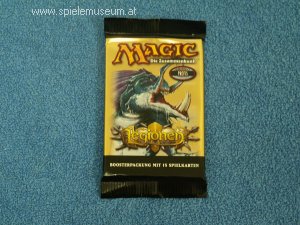 www.spielemuseum.at
MAGIC
Die Zusammenkunft
Legionen
BOOSTERPACKUNG MIT 15 SPIELKARTEN